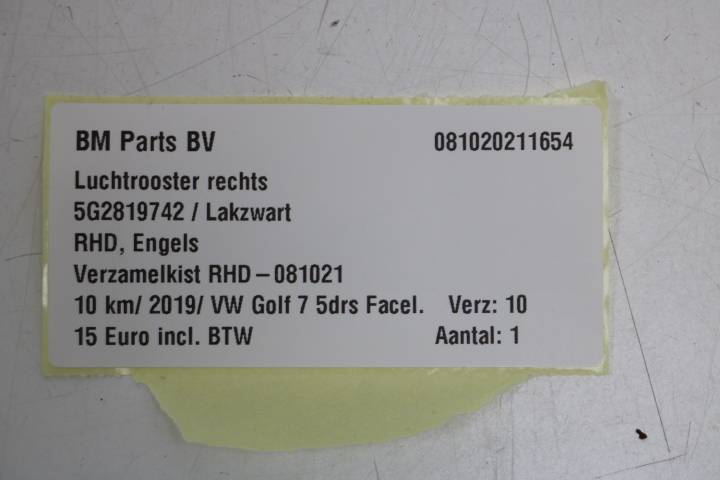 BM Parts BV 081020211654
Luchtrooster rechts
5G2819742 / Lakzwart
RHD, Engels
Verzamelkist RHD – 081021
10 km/ 2019/ VW Golf 7 5drs Facel. Verz: 10
15 Euro incl. BTW Aantal: 1